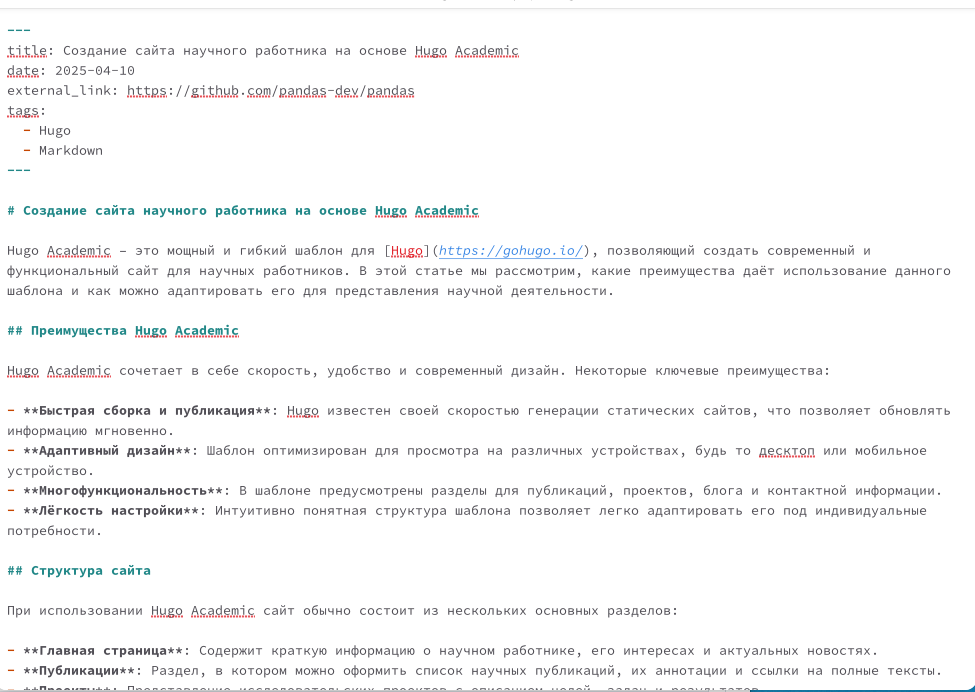 ---
title: Создание сайта научного работника на основе Hugo Academic
date: 2025-04-10
external_link: https://github.com/pandas-dev/pandas
tags:
  - Hugo
  - Markdown
---
# Создание сайта научного работника на основе Hugo Academic
Hugo Academic – это мощный и гибкий шаблон для [Hugo](https://gohugo.io/), позволяющий создать современный и
функциональный сайт для научных работников. В этой статье мы рассмотрим, какие преимущества даёт использование данного
шаблона и как можно адаптировать его для представления научной деятельности.
## Преимущества Hugo Academic
Hugo Academic сочетает в себе скорость, удобство и современный дизайн. Некоторые ключевые преимущества:
- **Быстрая сборка и публикация**: Hugo известен своей скоростью генерации статических сайтов, что позволяет обновлять
информацию мгновенно.
- **Адаптивный дизайн**: Шаблон оптимизирован для просмотра на различных устройствах, будь то десктоп или мобильное
устройство.
- **Многофункциональность**: В шаблоне предусмотрены разделы для публикаций, проектов, блога и контактной информации.
- **Лёгкость настройки**: Интуитивно понятная структура шаблона позволяет легко адаптировать его под индивидуальные
потребности.
## Структура сайта
При использовании Hugo Academic сайт обычно состоит из нескольких основных разделов:
- **Главная страница**: Содержит краткую информацию о научном работнике, его интересах и актуальных новостях.
- **Публикации**: Раздел, в котором можно оформить список научных публикаций, их аннотации и ссылки на полные тексты.
- **Проекты**: Представление исследовательских проектов с описанием целей, задач и результатов